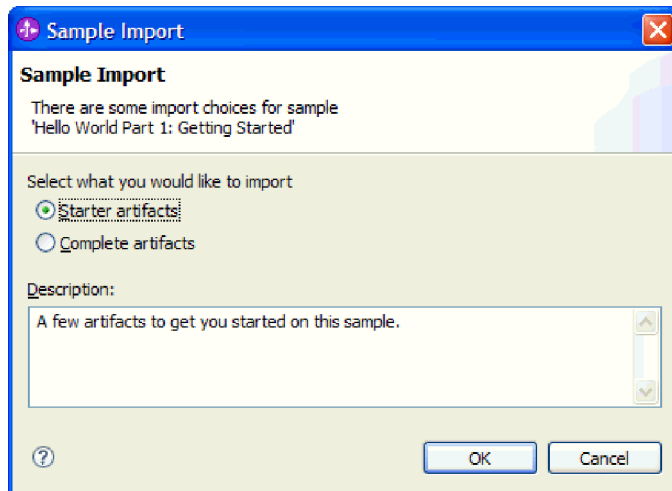 Sample Import
Sample Import
There are some import choices for sample
'Hello World Part 1: Getting Started'
Select what you would like to import
Starter artifacts
Complete artifacts
Description:
A few artifacts to get you started on this sample.
?
OK
Cancel